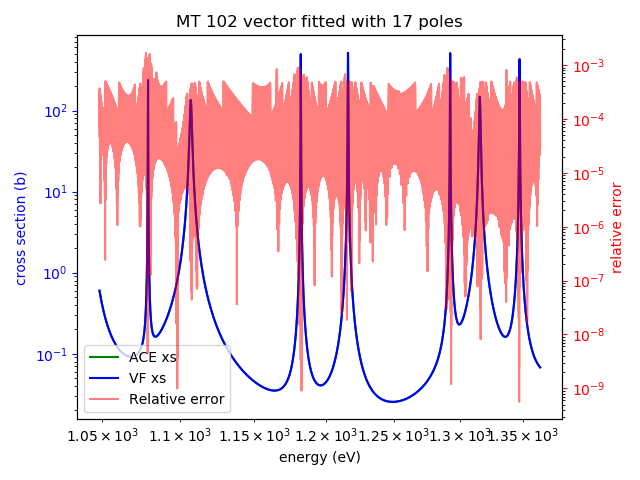 MT 102 vector fitted with 17 poles
10² 10¹ 10⁰ 10⁻¹
cross section (b)
10⁻³ 10⁻⁴ 10⁻⁵ 10⁻⁶ 10⁻⁷ 10⁻⁸ 10⁻⁹
relative error
ACE xs
VF xs
Relative error
1.05×10³ 1.1×10³ 1.15×10³ 1.2×10³ 1.25×10³ 1.3×10³ 1.35×10³
energy (eV)